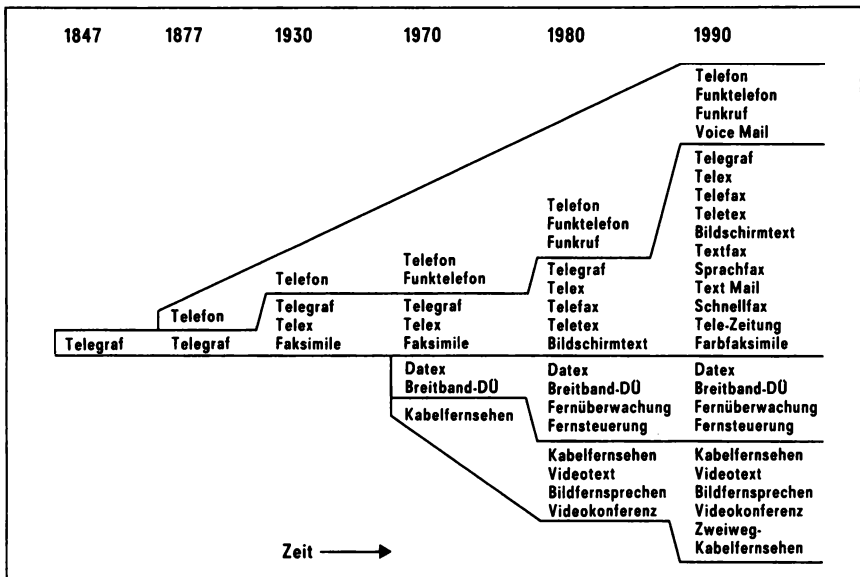 1847 1877 1930 1970 1980 1990
Telefon
Funktelefon
Funkruf
Voice Mail
Telegraf
Telex
Telefax
Teletex
Bildschirmtext
Textfax
Sprachfax
Text Mail
Schnellfax
Tele-Zeitung
Farbfaksimile
Telefon
Funktelefon
Funkruf
Telegraf
Telex
Telefax
Teletex
Bildschirmtext
Telefon
Funktelefon
Telegraf
Telex
Faksimile
Telefon
Telegraf
Telex
Faksimile
Telefon
Telegraf
Telegraf
Datex
Breitband-DÜ
Kabelfernsehen
Datex
Breitband-DÜ
Fernüberwachung
Fernsteuerung
Kabelfernsehen
Videotext
Bildfernsprechen
Videokonferenz
Datex
Breitband-DÜ
Fernüberwachung
Fernsteuerung
Kabelfernsehen
Videotext
Bildfernsprechen
Videokonferenz
Zweiweg-
Kabelfernsehen
Zeit